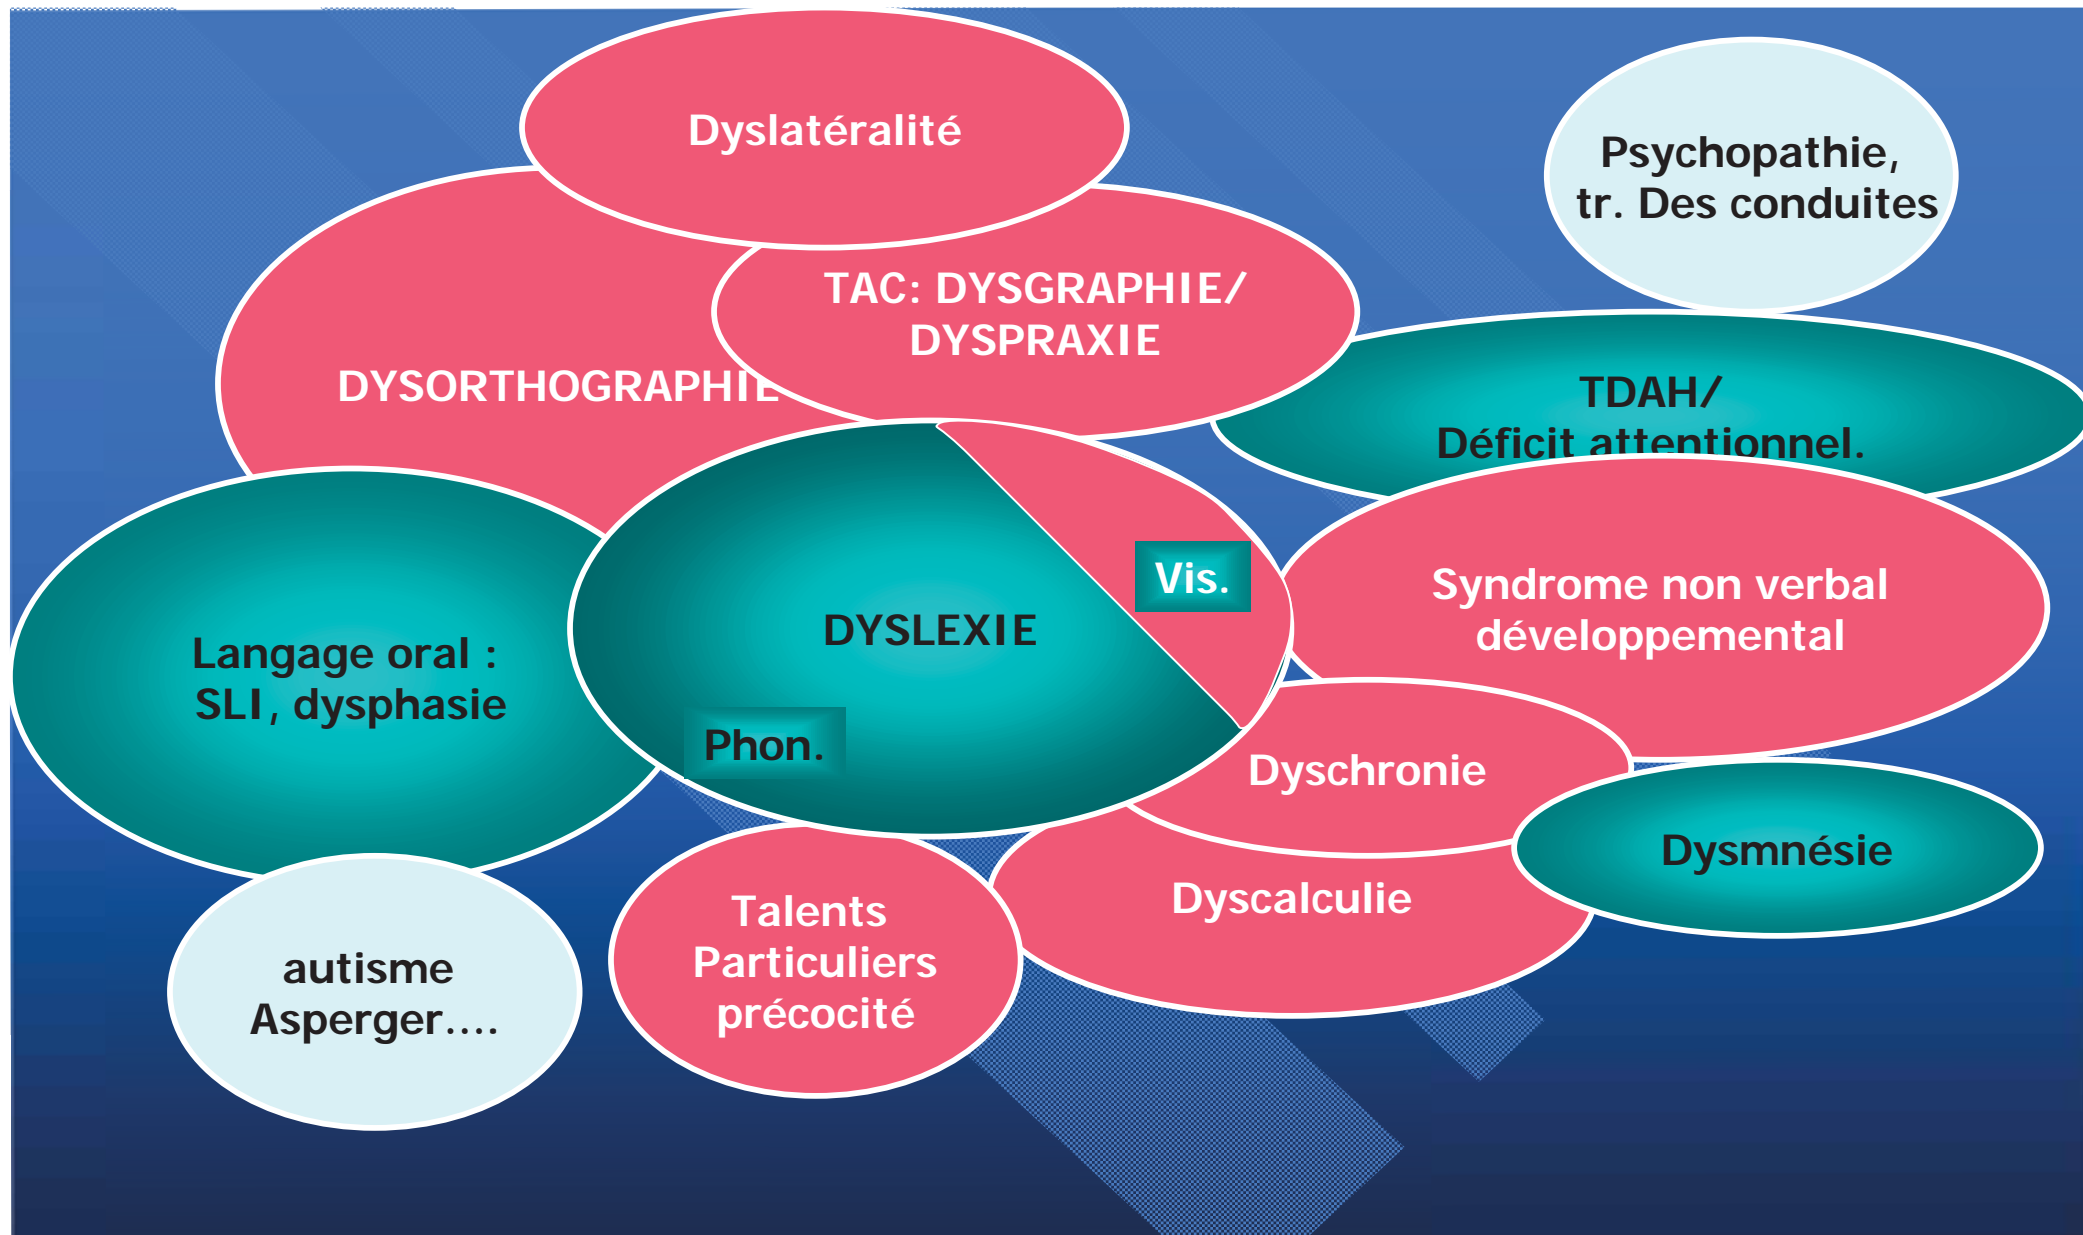 Dyslatéralité
Psychopathie,
tr. Des conduites
TAC: DYSGRAPHIE/
DYSPRAXIE
DYSORTHOGRAPHIE
TDAH/
Déficit attentionnel.
Vis.
Syndrome non verbal
développemental
DYSLEXIE
Langage oral :
SLI, dysphasie
Phon.
Dyschronie
Dysmnésie
Dyscalculie
Talents
Particuliers
précocité
autisme
Asperger....